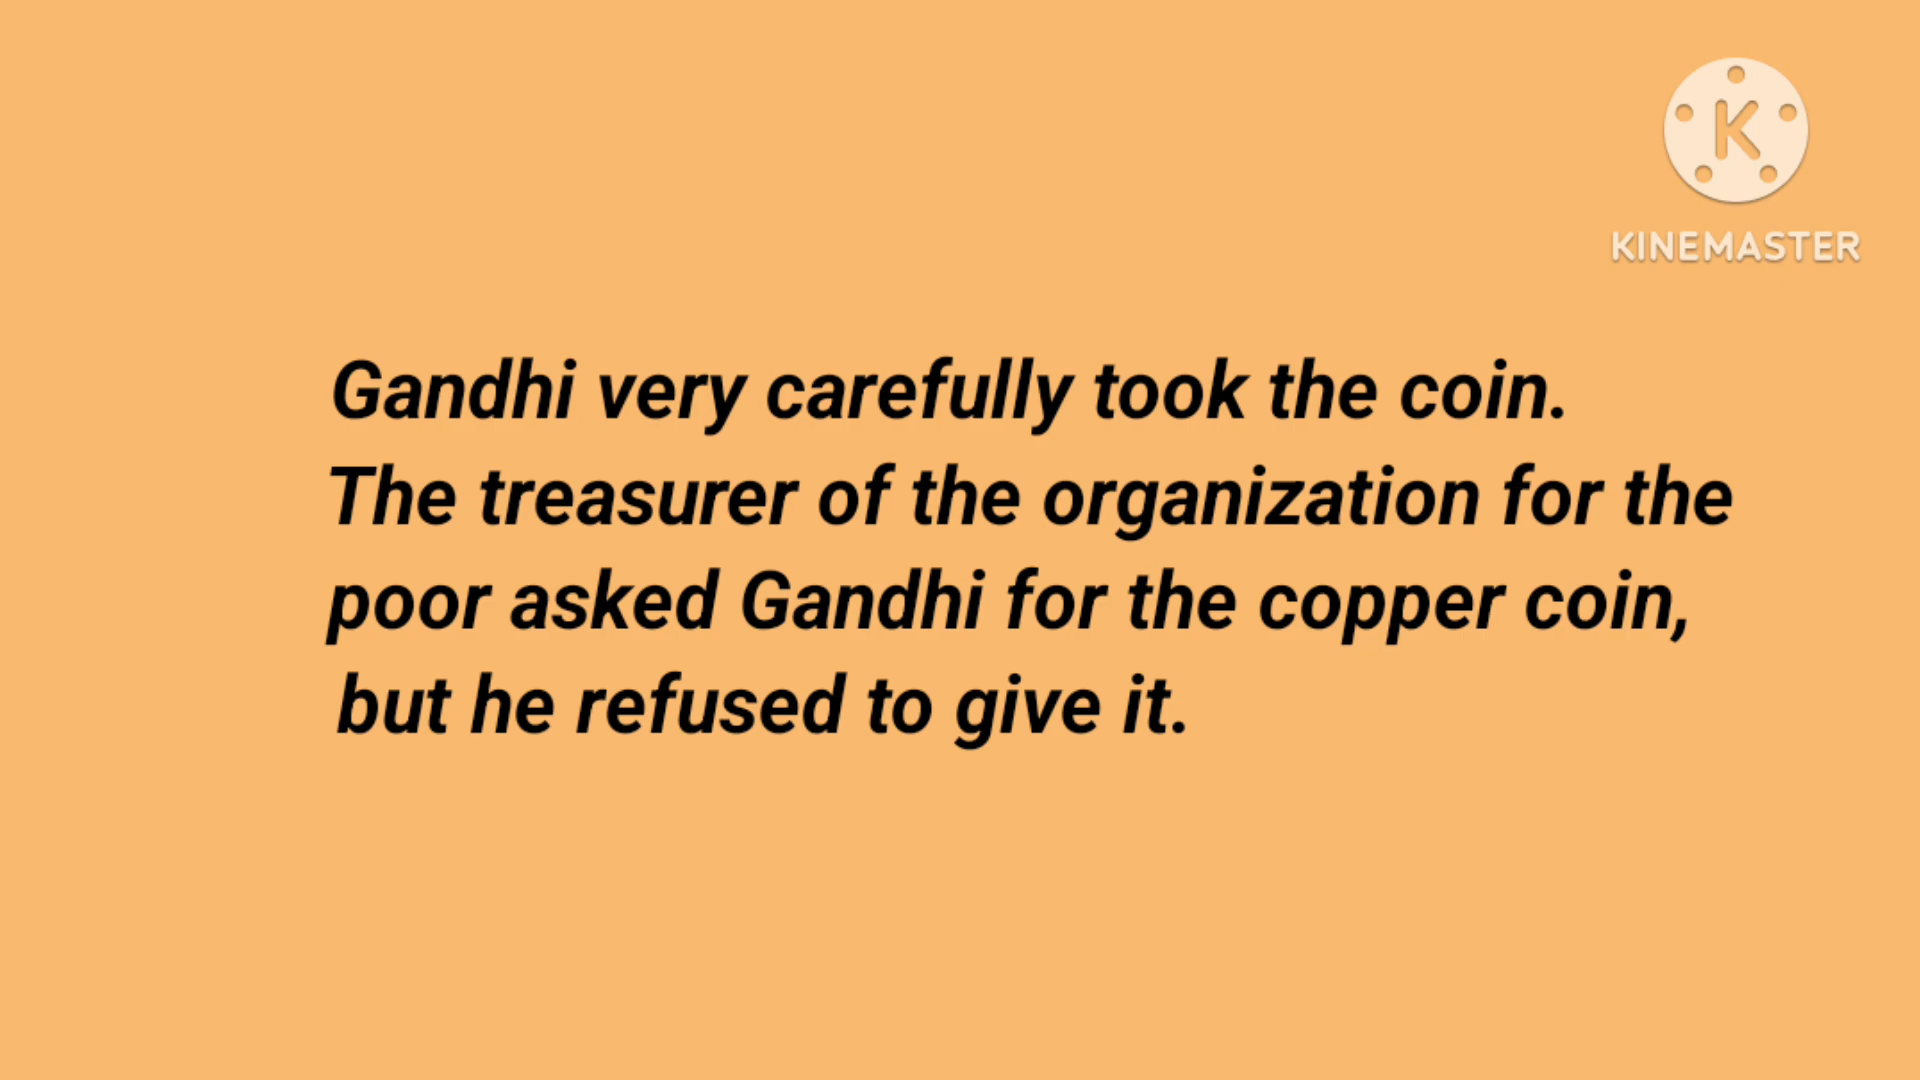 K
KINEMASTER
Gandhi very carefully took the coin.
The treasurer of the organization for the
poor asked Gandhi for the copper coin,
but he refused to give it.